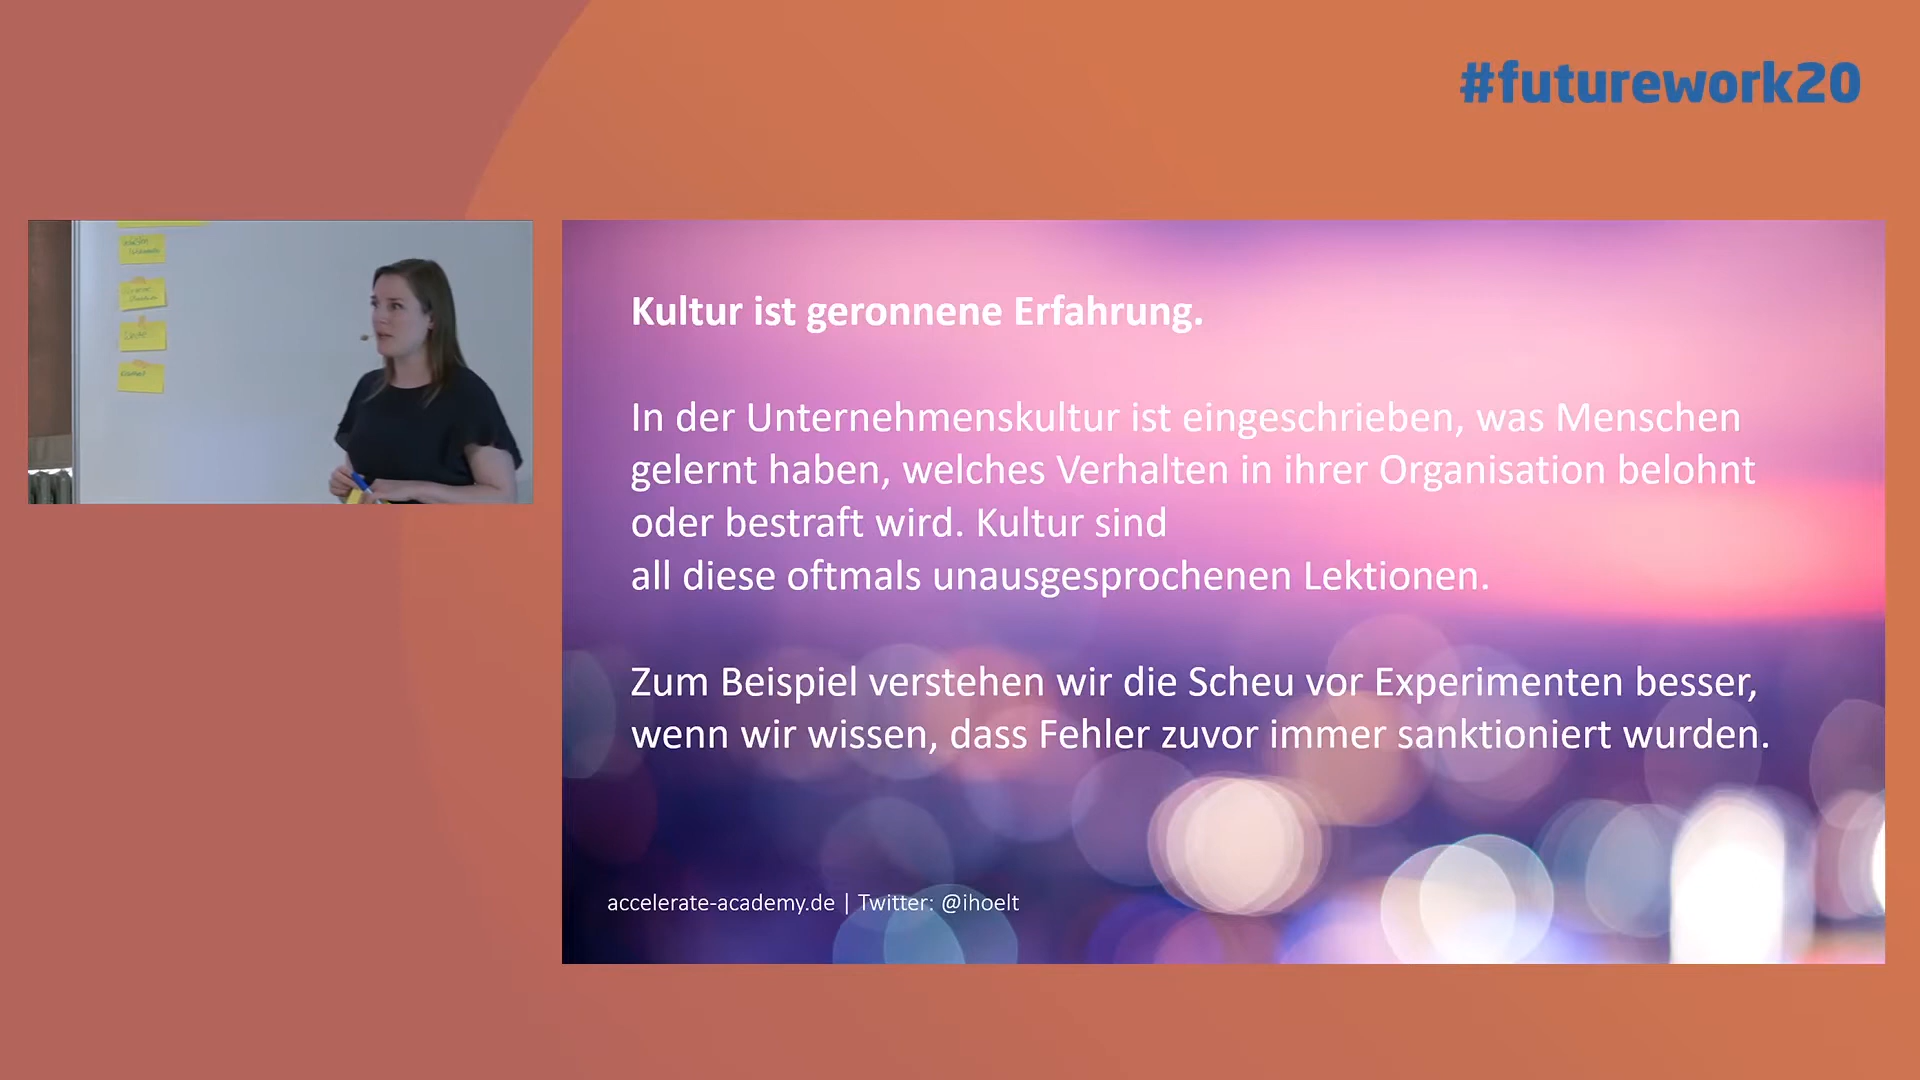 #futurework20
Kultur ist geronnene Erfahrung.
In der Unternehmenskultur ist eingeschrieben, was Menschen
gelernt haben, welches Verhalten in ihrer Organisation belohnt
oder bestraft wird. Kultur sind
all diese oftmals unausgesprochenen Lektionen.
Zum Beispiel verstehen wir die Scheu vor Experimenten besser,
wenn wir wissen, dass Fehler zuvor immer sanktioniert wurden.
accelerate-academy.de | Twitter: @ihoelt